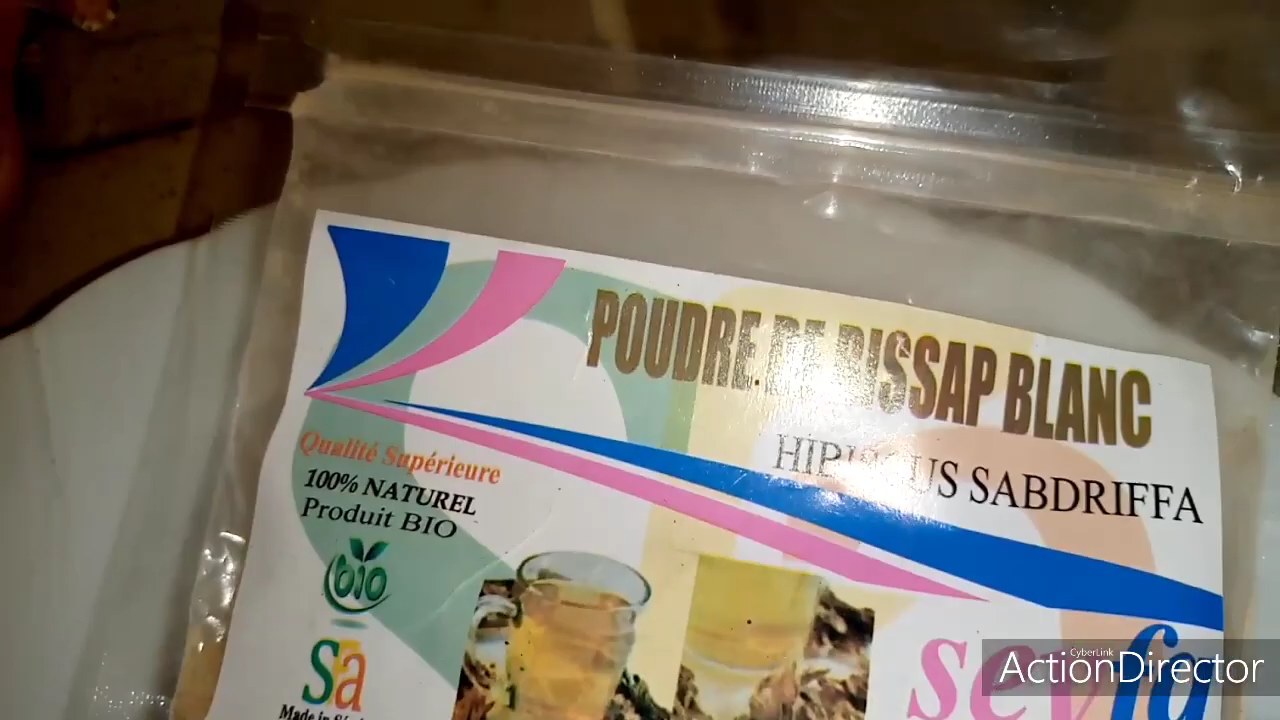 POUDRE DE BISSAP BLANC
HIBISCUS SABDRIFFA
Qualité Supérieure
100% NATUREL
Produit BIO
bio
Sa
Made in
sevfa
CyberLink
ActionDirector